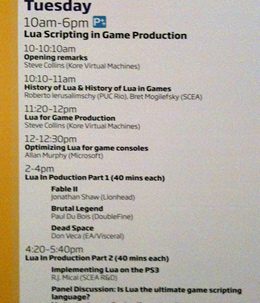 Tuesday
10am-6pm
Lua Scripting in Game Production
10-10:10am
Opening remarks
Steve Collins (Kore Virtual Machines)
10:10-11am
History of Lua & History of Lua in Games
Roberto Ierusalimschy (PUC Rio), Bret Mogliefsky (SCEA)
11:20-12pm
Lua for Game Production
Steve Collins (Kore Virtual Machines)
12-12:30pm
Optimizing Lua for game consoles
Allan Murphy (Microsoft)
2-4pm
Lua In Poduction Part 1 (40 mins each)
Fable II
Jonathan Shaw (Lionhead)
Brutal Legend
Paul Du Bois (DoubleFine)
Dead Space
Don Veca (EA/Visceral)
4:20-5:40pm
Lua In Production Part 2 (40 mins each)
Implementing Lua on the PS3
R.J. Mical (SCEA R&D)
Panel Discussion: Is Lua the ultimate game scripting
language?